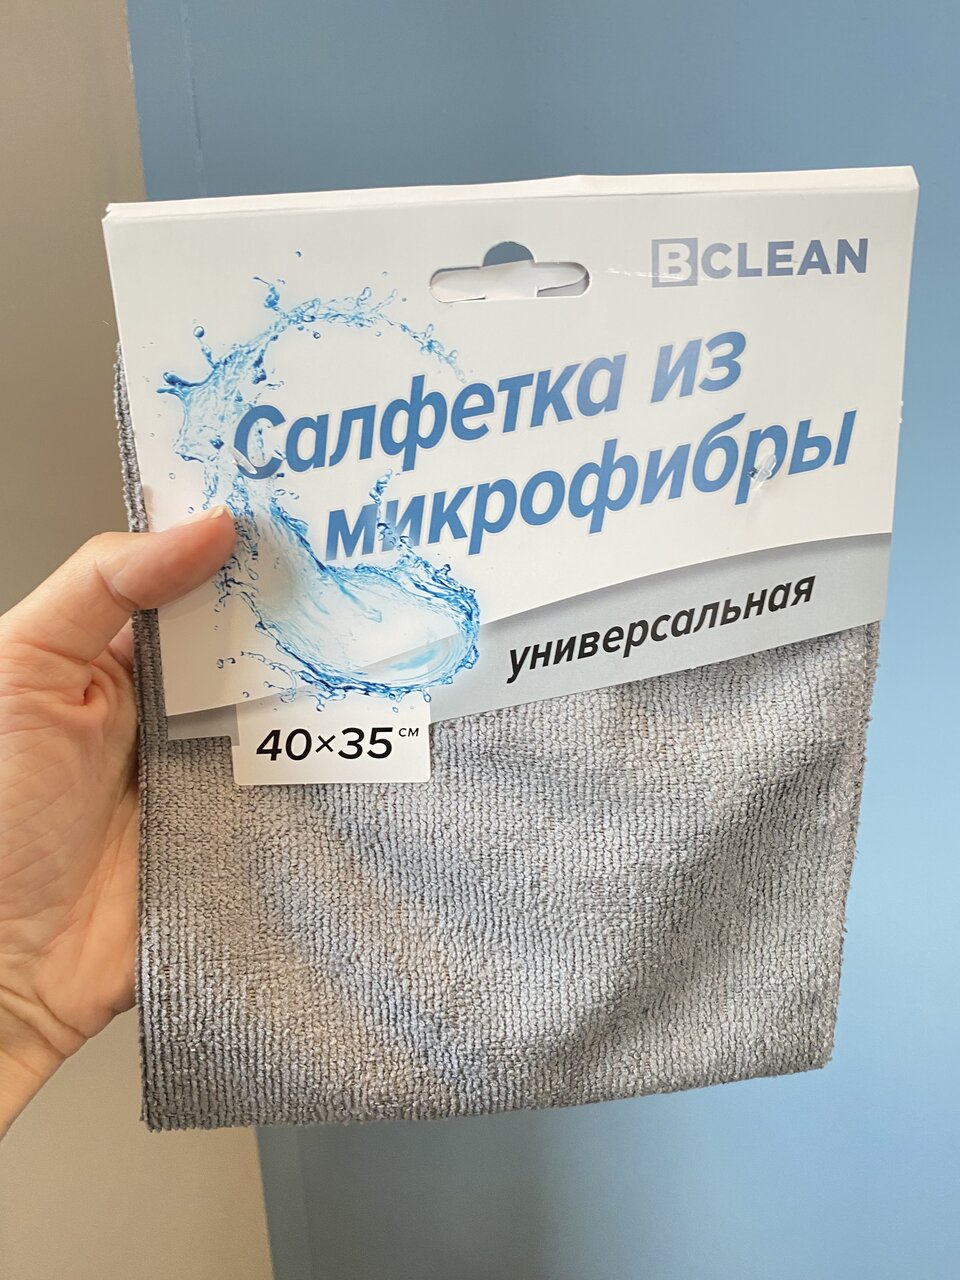 BCLEAN
Салфетка из
микрофибры
универсальная
40×35 см